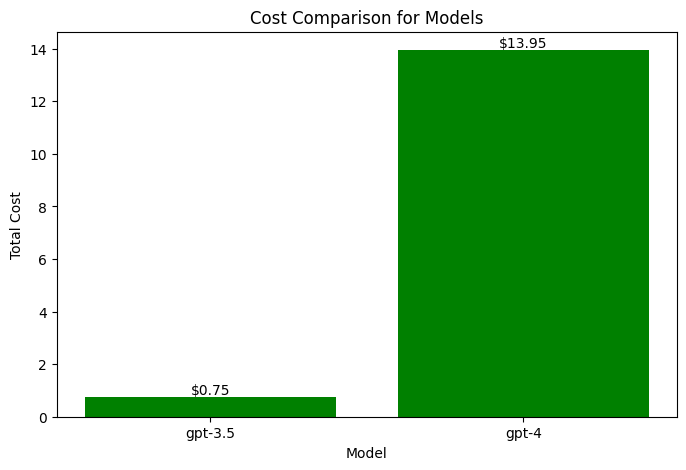 Cost Comparison for Models
Total Cost
14
12
10
8
6
4
2
0
$13.95
$0.75
gpt-3.5
gpt-4
Model